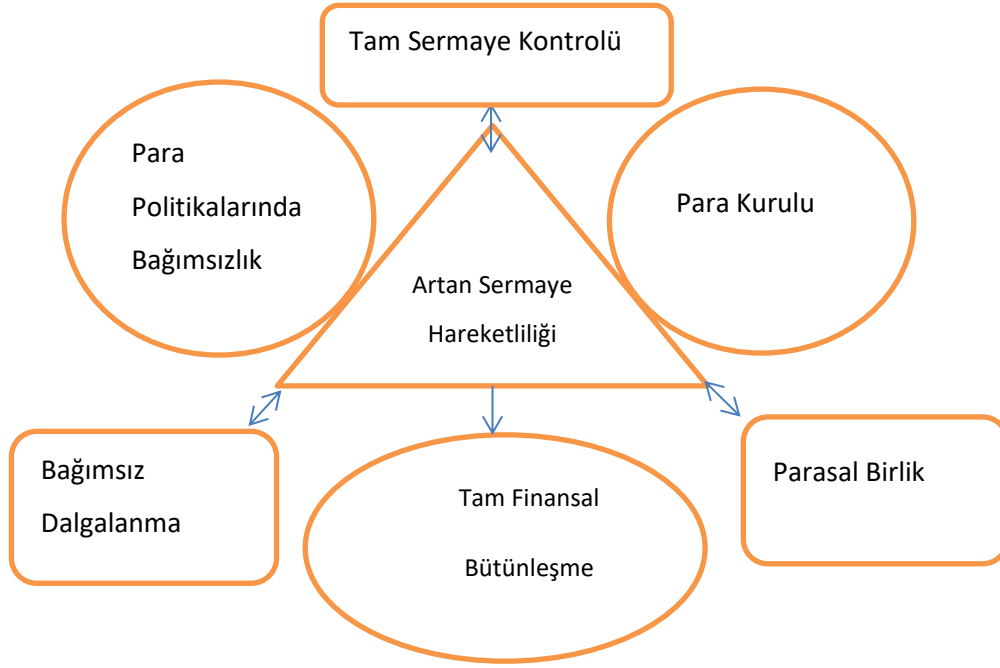 Tam Sermaye Kontrolü
Para
Politikalarında
Bağımsızlık
Para Kurulu
Artan Sermaye
Hareketliliği
Bağımsız
Dalgalanma
Tam Finansal
Bütünleşme
Parasal Birlik